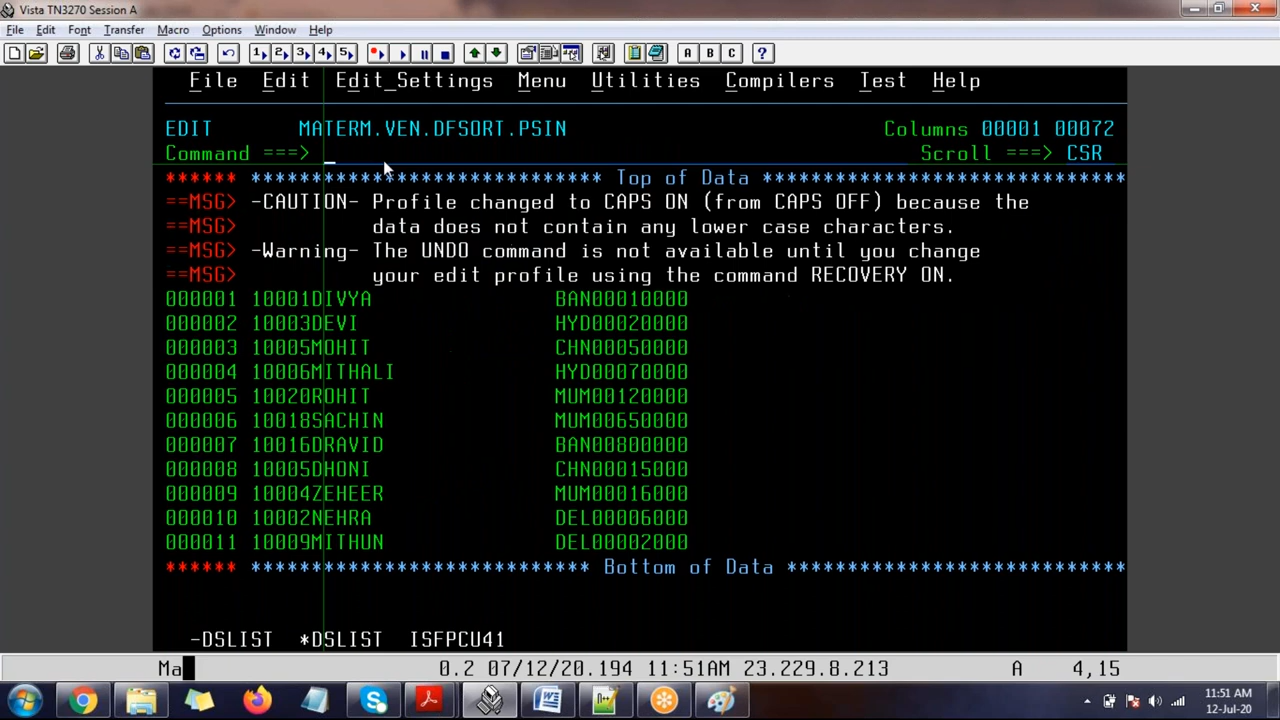 Vista TN3270 Session A
File Edit Font Transfer Macro Options Window Help
1 2 3 4 5 A B C ?
File Edit Edit_Settings Menu Utilities Compilers Test Help
EDIT MATERM.VEN.DFSORT.PSIN Columns 00001 00072
Command ===> Scroll ===> CSR
****** ***************************** Top of Data ******************************
==MSG> -CAUTION- Profile changed to CAPS ON (from CAPS OFF) because the
==MSG> data does not contain any lower case characters.
==MSG> -Warning- The UNDO command is not available until you change
==MSG> your edit profile using the command RECOVERY ON.
000001 10001DIVYA BAN00010000
000002 10003DEVI HYD00020000
000003 10005MOHIT CHN00050000
000004 10006MITHALI HYD00070000
000005 10020ROHIT MUM00120000
000006 10018SACHIN MUM00650000
000007 10016DRAVID BAN00800000
000008 10005DHONI CHN00015000
000009 10004ZEHEER MUM00016000
000010 10002NEHRA DEL00006000
000011 10009MITHUN DEL00002000
****** **************************** Bottom of Data ****************************
-DSLIST *DSLIST ISFPCU41
Ma 0.2 07/12/20.194 11:51AM 23.229.8.213 A 4,15
11:51 AM
12-Jul-20